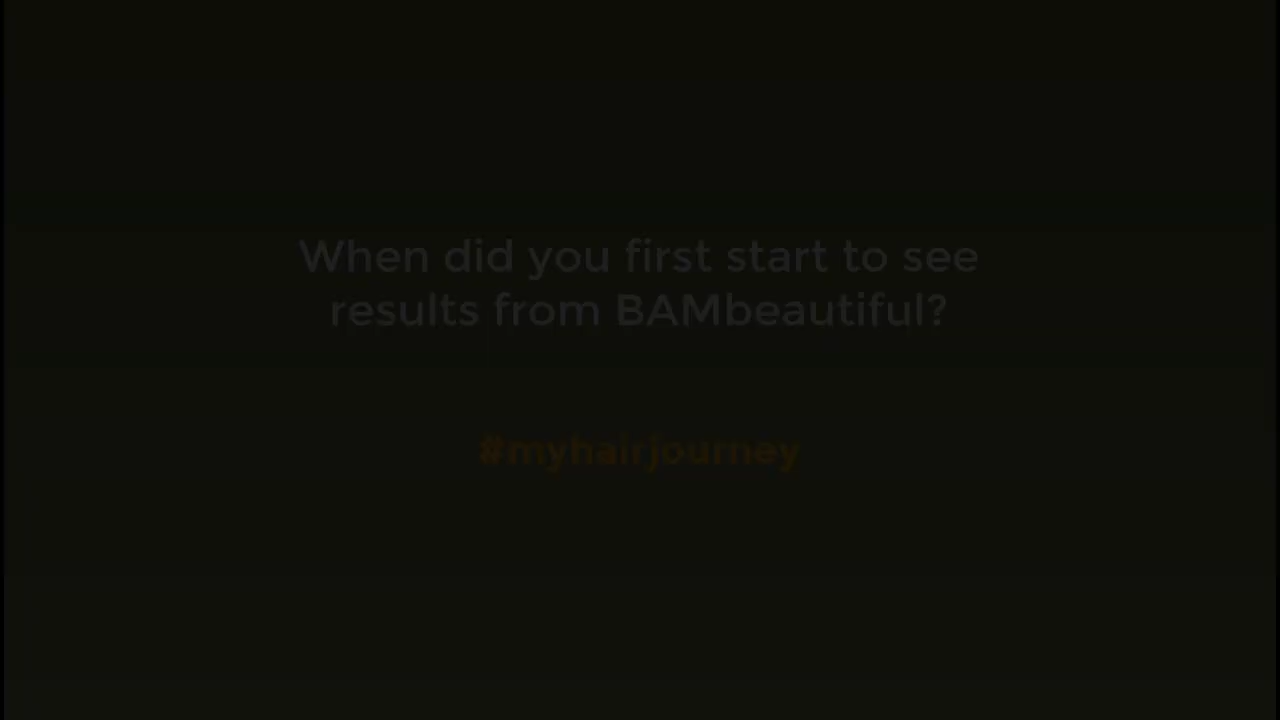 When did you first start to see
results from BAMbeautiful?
#myhairjourney